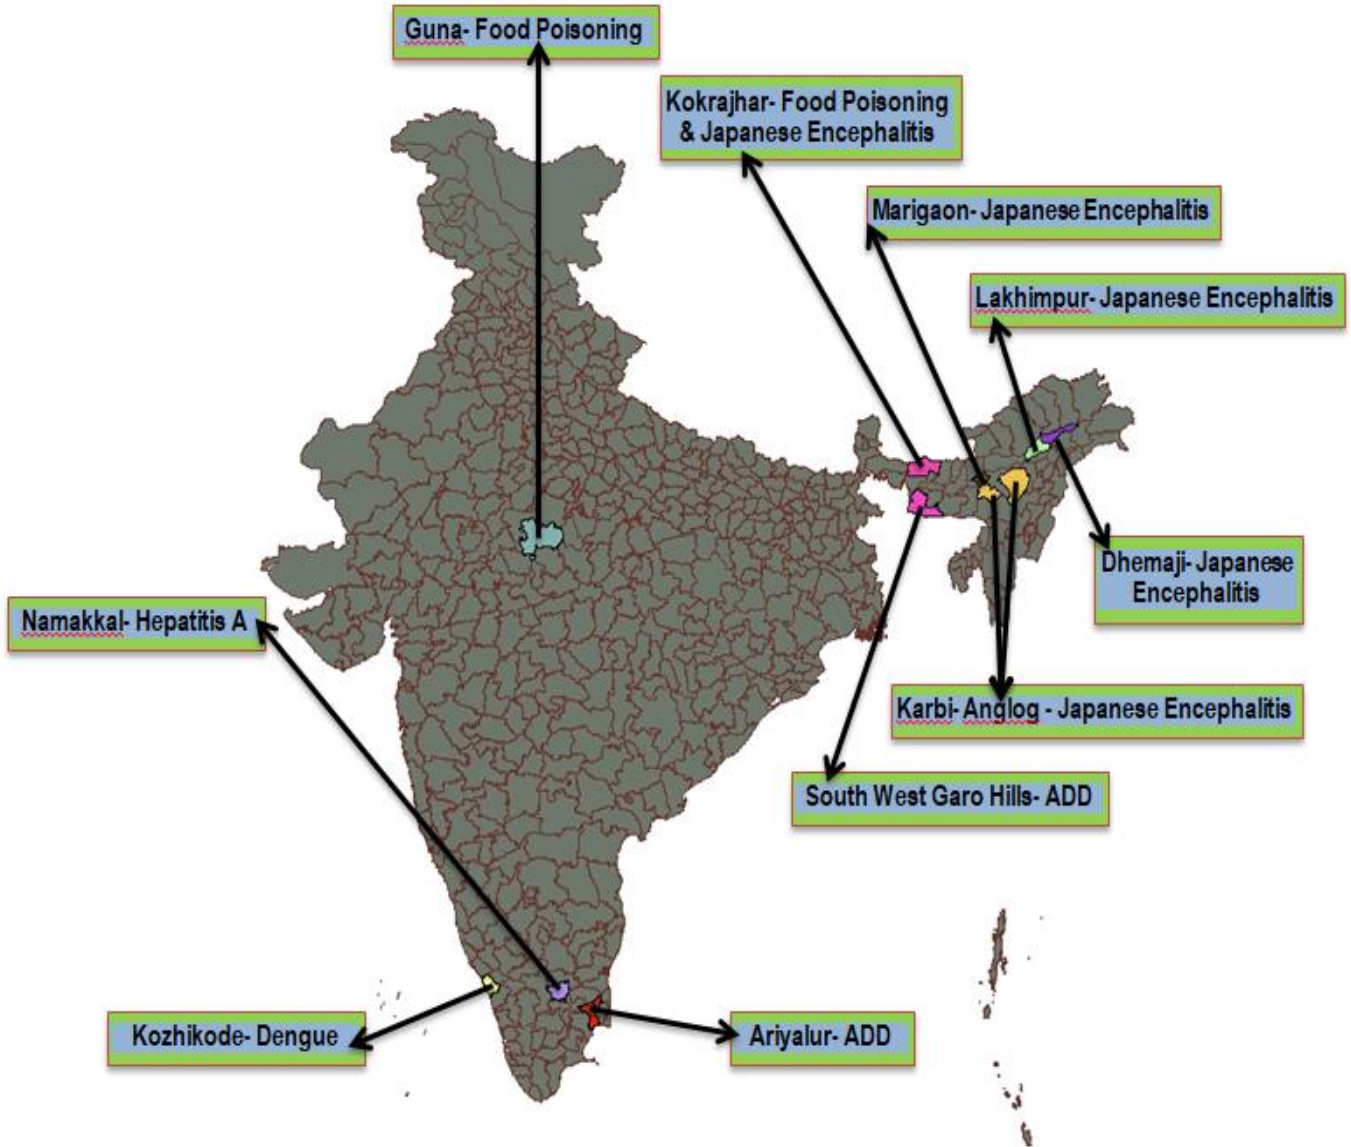 Guna- Food Poisoning
Kokrajhar- Food Poisoning
& Japanese Encephalitis
Marigaon- Japanese Encephalitis
Lakhimpur- Japanese Encephalitis
Dhemaji- Japanese
Encephalitis
Namakkal- Hepatitis A
Karbi- Anglog - Japanese Encephalitis
South West Garo Hills- ADD
Kozhikode- Dengue
Ariyalur- ADD